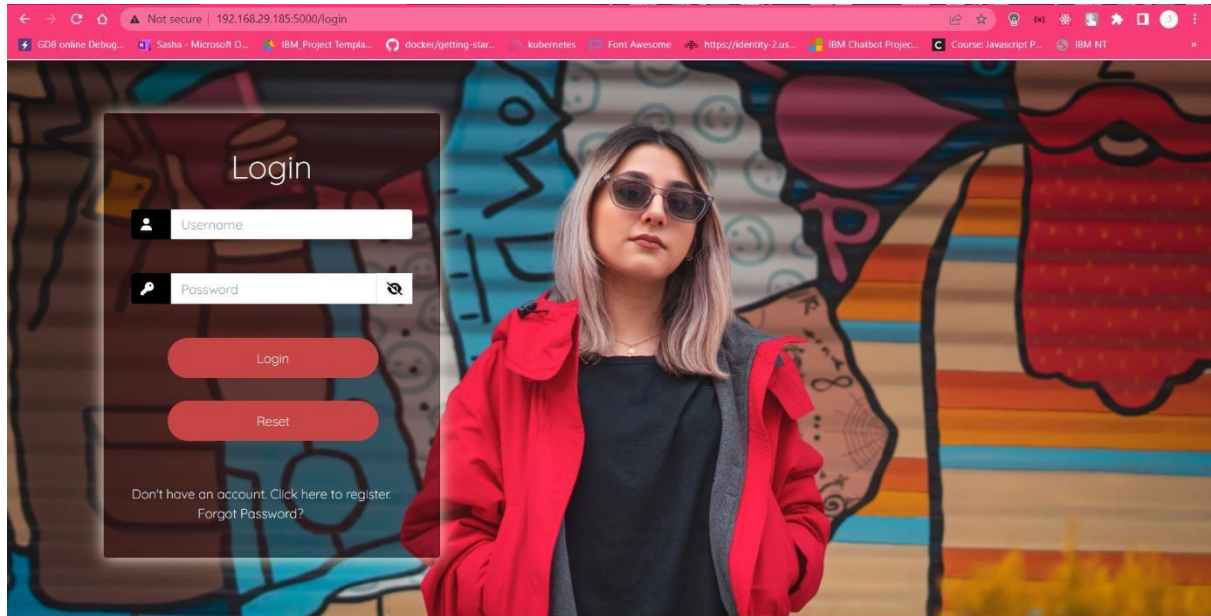 Not secure | 192.168.29.185:5000/login
GDB online Debug... Sasha - Microsoft O... IBM_Project Templa... docker/getting-star... kubernetes Font Awesome https://identity-2.us... IBM Chatbot Projec... Course: Javascript P... IBM NT »
Login
Username
Password
Login
Reset
Don't have an account. Click here to register.
Forgot Password?
P